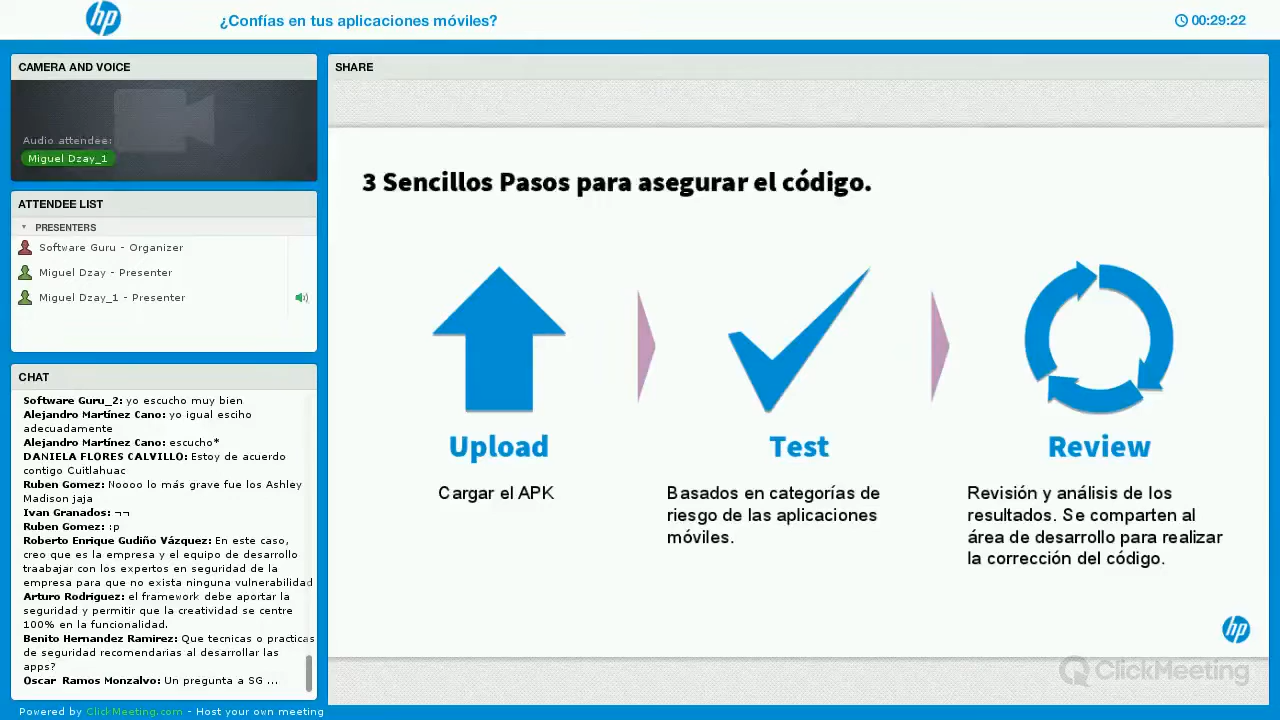 hp
¿Confías en tus aplicaciones móviles?
00:29:22
CAMERA AND VOICE
Audio attendee:
Miguel Dzay_1
ATTENDEE LIST
PRESENTERS
Software Guru - Organizer
Miguel Dzay - Presenter
Miguel Dzay_1 - Presenter
CHAT
Software Guru_2: yo escucho muy bien
Alejandro Martínez Cano: yo igual esciho
adecuadamente
Alejandro Martínez Cano: escucho*
DANIELA FLORES CALVILLO: Estoy de acuerdo
contigo Cuitlahuac
Ruben Gomez: Noooo lo más grave fue los Ashley
Madison jaja
Ivan Granados: ¬¬
Ruben Gomez: :p
Roberto Enrique Gudiño Vázquez: En este caso,
creo que es la empresa y el equipo de desarrollo
traabajar con los expertos en seguridad de la
empresa para que no exista ninguna vulnerabilidad
Arturo Rodriguez: el framework debe aportar la
seguridad y permitir que la creatividad se centre
100% en la funcionalidad.
Benito Hernandez Ramirez: Que tecnicas o practicas
de seguridad recomendarias al desarrollar las
apps?
Oscar Ramos Monzalvo: Un pregunta a SG ...
Powered by ClickMeeting.com - Host your own meeting
SHARE
3 Sencillos Pasos para asegurar el código.
Upload
Cargar el APK
Test
Basados en categorías de
riesgo de las aplicaciones
móviles.
Review
Revisión y análisis de los
resultados. Se comparten al
área de desarrollo para realizar
la corrección del código.
hp
ClickMeeting